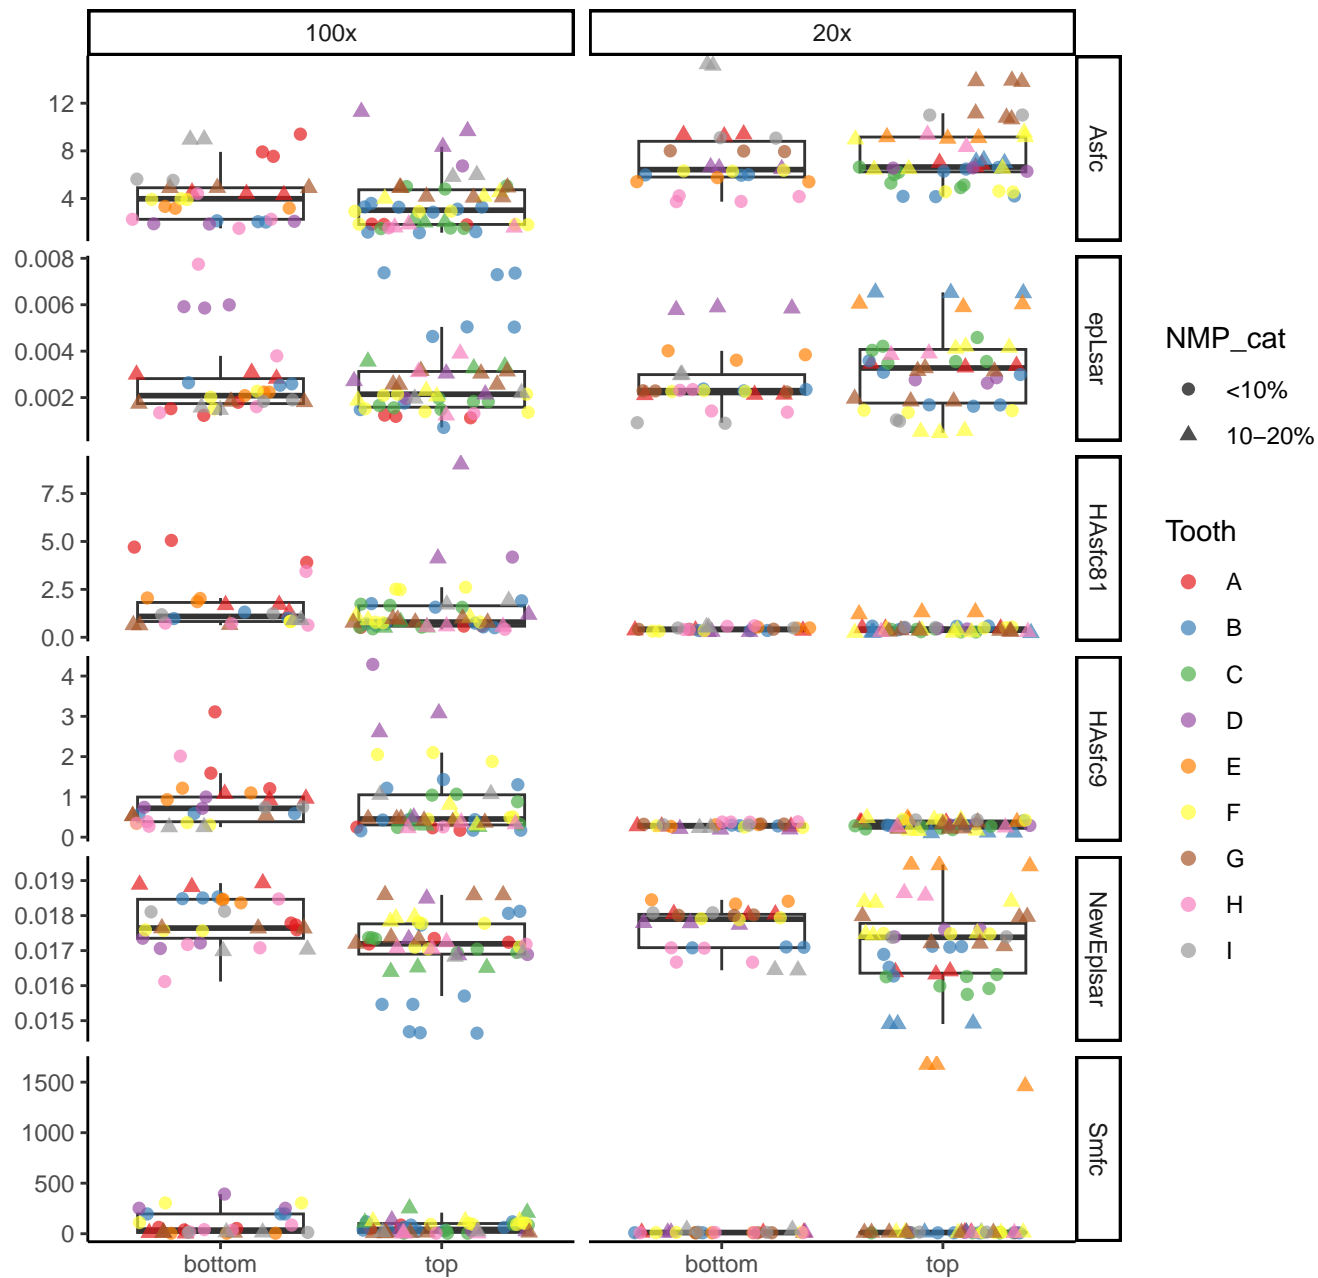 100x
20x
Asfc
12
8
4
epLsar
0.008
0.006
0.004
0.002
HAsfc81
7.5
5.0
2.5
0.0
HAsfc9
4
3
2
1
0
NewEplsar
0.019
0.018
0.017
0.016
0.015
Smfc
1500
1000
500
0
bottom
top
bottom
top
NMP_cat
<10%
10−20%
Tooth
A
B
C
D
E
F
G
H
I